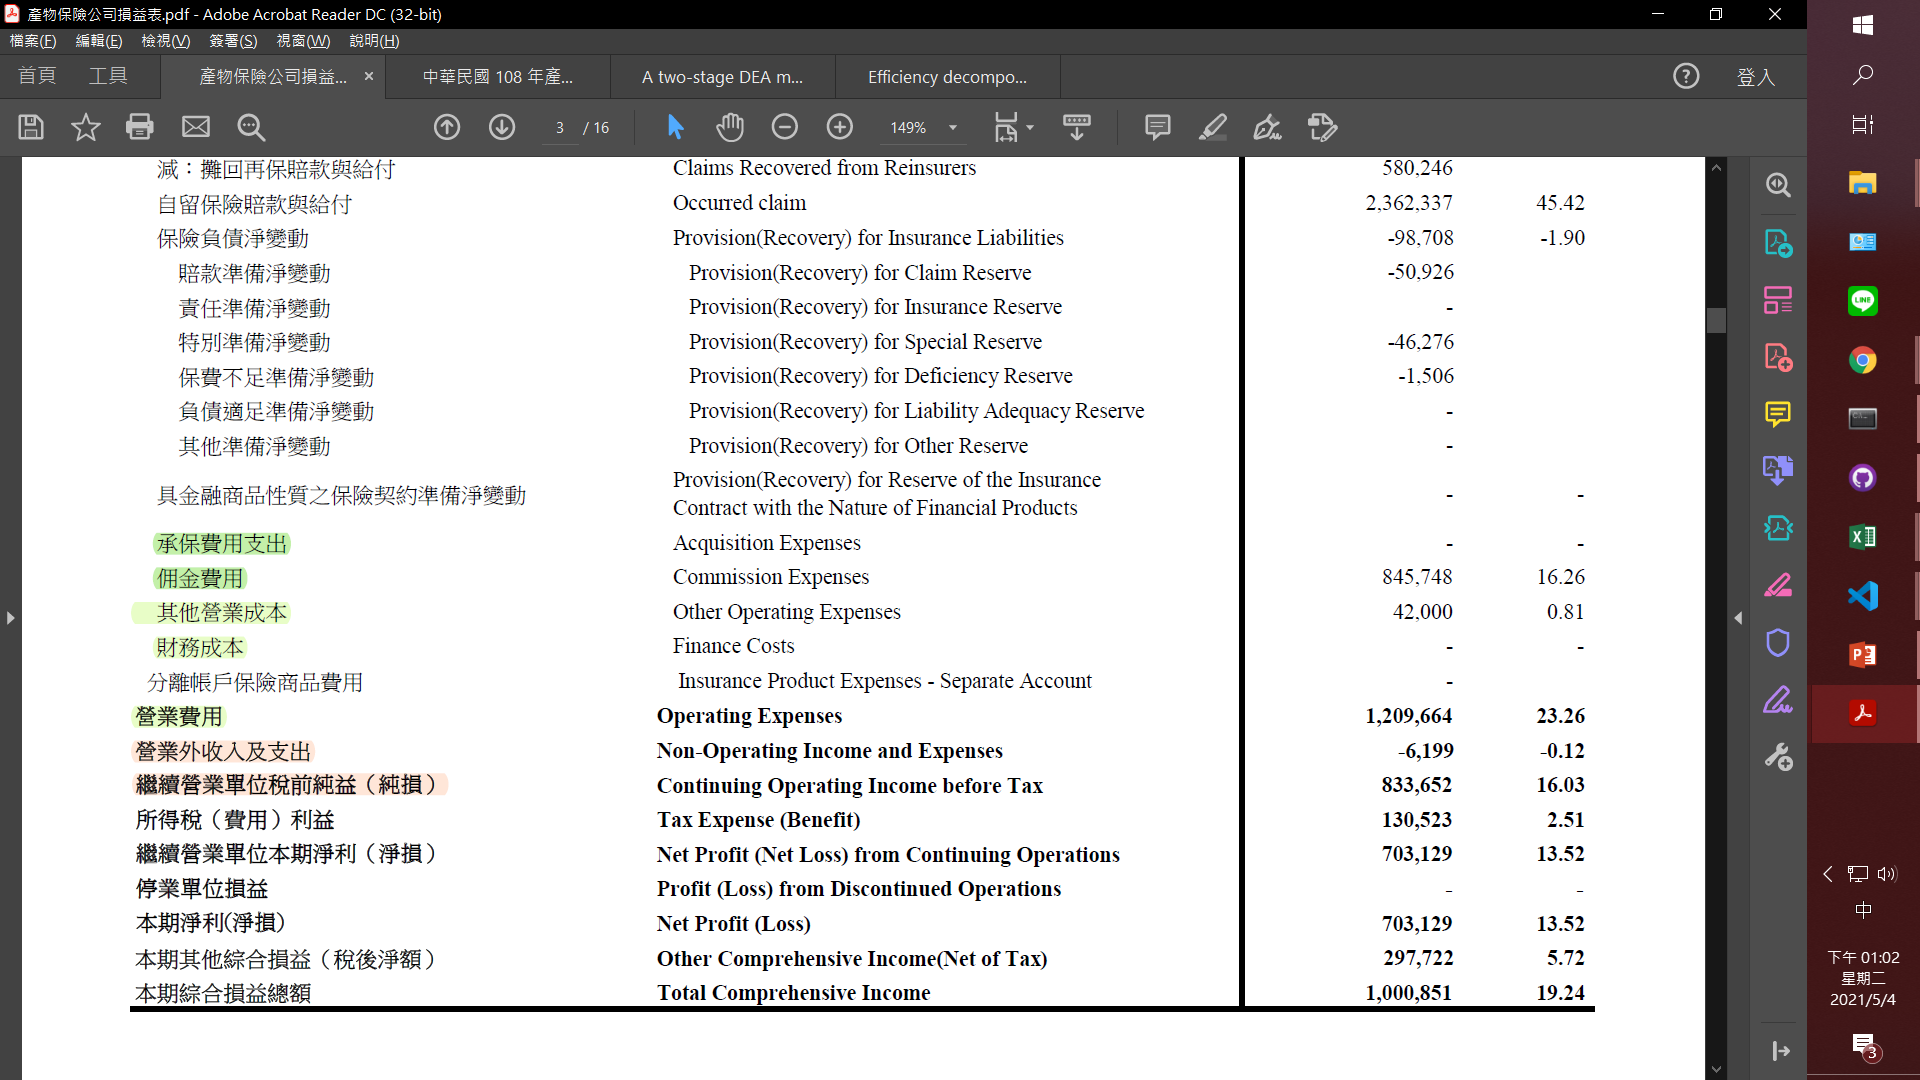 產物保險公司損益表.pdf - Adobe Acrobat Reader DC (32-bit)
檔案(F) 編輯(E) 檢視(V) 簽署(S) 視窗(W) 說明(H)
首頁 工具 產物保險公司損益... × 中華民國 108 年產... A two-stage DEA m... Efficiency decompo... 登入
3 / 16 149%
減：攤回再保賠款與給付 Claims Recovered from Reinsurers 580,246
自留保險賠款與給付 Occurred claim 2,362,337 45.42
保險負債淨變動 Provision(Recovery) for Insurance Liabilities -98,708 -1.90
賠款準備淨變動 Provision(Recovery) for Claim Reserve -50,926
責任準備淨變動 Provision(Recovery) for Insurance Reserve -
特別準備淨變動 Provision(Recovery) for Special Reserve -46,276
保費不足準備淨變動 Provision(Recovery) for Deficiency Reserve -1,506
負債適足準備淨變動 Provision(Recovery) for Liability Adequacy Reserve -
其他準備淨變動 Provision(Recovery) for Other Reserve -
具金融商品性質之保險契約準備淨變動 Provision(Recovery) for Reserve of the Insurance
Contract with the Nature of Financial Products - -
承保費用支出 Acquisition Expenses - -
佣金費用 Commission Expenses 845,748 16.26
其他營業成本 Other Operating Expenses 42,000 0.81
財務成本 Finance Costs - -
分離帳戶保險商品費用 Insurance Product Expenses - Separate Account -
營業費用 Operating Expenses 1,209,664 23.26
營業外收入及支出 Non-Operating Income and Expenses -6,199 -0.12
繼續營業單位稅前純益（純損） Continuing Operating Income before Tax 833,652 16.03
所得稅（費用）利益 Tax Expense (Benefit) 130,523 2.51
繼續營業單位本期淨利（淨損） Net Profit (Net Loss) from Continuing Operations 703,129 13.52
停業單位損益 Profit (Loss) from Discontinued Operations - -
本期淨利(淨損) Net Profit (Loss) 703,129 13.52
本期其他綜合損益（稅後淨額） Other Comprehensive Income(Net of Tax) 297,722 5.72
本期綜合損益總額 Total Comprehensive Income 1,000,851 19.24
LINE
中
下午 01:02
星期二
2021/5/4
3